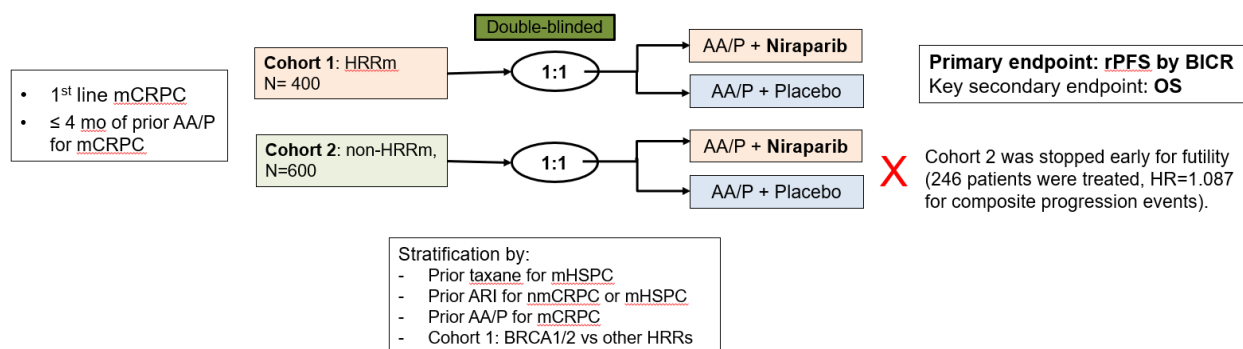 Double-blinded
• 1st line mCRPC
• ≤ 4 mo of prior AA/P
for mCRPC
Cohort 1: HRRm
N= 400
1:1
AA/P + Niraparib
AA/P + Placebo
Primary endpoint: rPFS by BICR
Key secondary endpoint: OS
Cohort 2: non-HRRm,
N=600
1:1
AA/P + Niraparib
AA/P + Placebo
X
Cohort 2 was stopped early for futility
(246 patients were treated, HR=1.087
for composite progression events).
Stratification by:
- Prior taxane for mHSPC
- Prior ARI for nmCRPC or mHSPC
- Prior AA/P for mCRPC
- Cohort 1: BRCA1/2 vs other HRRs